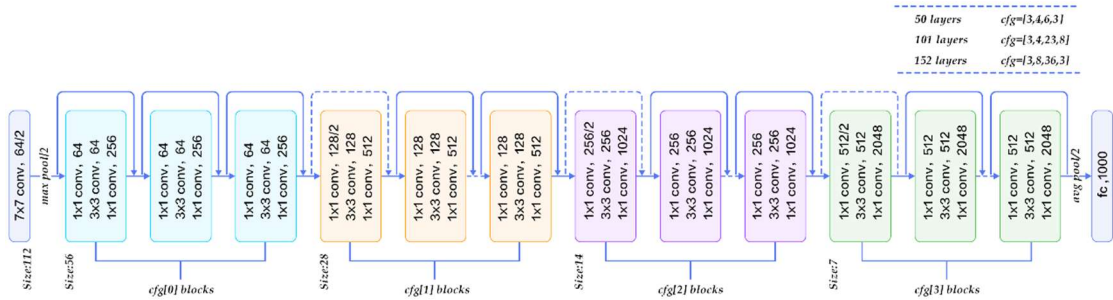 50 layers cfg=[3,4,6,3]
101 layers cfg=[3,4,23,8]
152 layers cfg=[3,8,36,3]
7x7 conv, 64/2
max pool/2
1x1 conv, 64
3x3 conv, 64
1x1 conv, 256
1x1 conv, 64
3x3 conv, 64
1x1 conv, 256
1x1 conv, 64
3x3 conv, 64
1x1 conv, 256
1x1 conv, 128/2
3x3 conv, 128
1x1 conv, 512
1x1 conv, 128
3x3 conv, 128
1x1 conv, 512
1x1 conv, 128
3x3 conv, 128
1x1 conv, 512
1x1 conv, 256/2
3x3 conv, 256
1x1 conv, 1024
1x1 conv, 256
3x3 conv, 256
1x1 conv, 1024
1x1 conv, 256
3x3 conv, 256
1x1 conv, 1024
1x1 conv, 512/2
3x3 conv, 512
1x1 conv, 2048
1x1 conv, 512
3x3 conv, 512
1x1 conv, 2048
1x1 conv, 512
3x3 conv, 512
1x1 conv, 2048
avg pool/2
fc,1000
Size:112
Size:56
cfg[0] blocks
Size:28
cfg[1] blocks
Size:14
cfg[2] blocks
Size:7
cfg[3] blocks